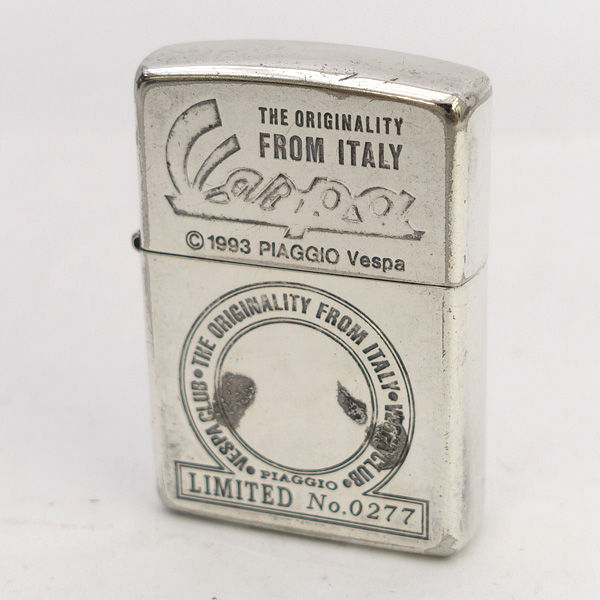 THE ORIGINALITY
FROM ITALY
Vespa
© 1993 PIAGGIO Vespa
VESPA CLUB • THE ORIGINALITY FROM ITALY • VESPA CLUB •
PIAGGIO
LIMITED No.0277